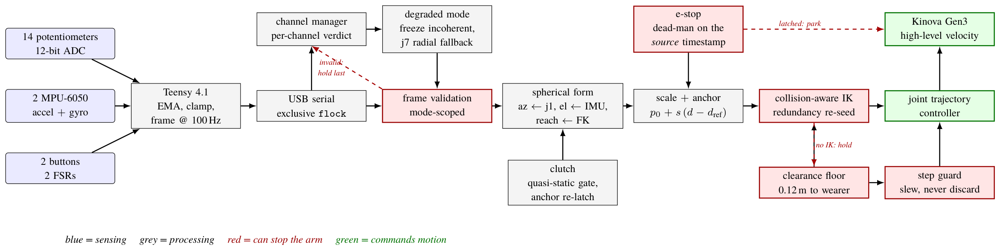 14 potentiometers
12-bit ADC
2 MPU-6050
accel + gyro
2 buttons
2 FSRs
Teensy 4.1
EMA, clamp,
frame @ 100 Hz
channel manager
per-channel verdict
USB serial
exclusive flock
invalid:
hold last
degraded mode
freeze incoherent,
j7 radial fallback
frame validation
mode-scoped
spherical form
az ← j1, el ← IMU,
reach ← FK
clutch
quasi-static gate,
anchor re-latch
e-stop
dead-man on the
source timestamp
scale + anchor
p₀ + s (d − d_ref)
latched: park
collision-aware IK
redundancy re-seed
no IK: hold
clearance floor
0.12 m to wearer
Kinova Gen3
high-level velocity
joint trajectory
controller
step guard
slew, never discard
blue = sensing grey = processing red = can stop the arm green = commands motion